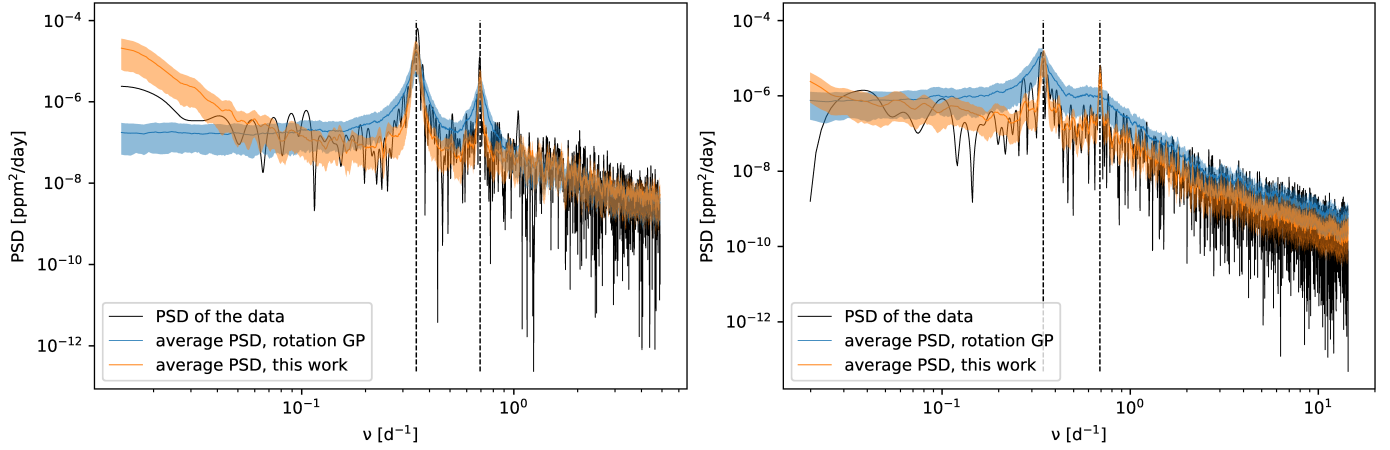 10⁻⁴
10⁻⁶
10⁻⁸
10⁻¹⁰
10⁻¹²
PSD [ppm²/day]
PSD of the data
average PSD, rotation GP
average PSD, this work
10⁻¹
10⁰
ν [d⁻¹]
10⁻⁴
10⁻⁶
10⁻⁸
10⁻¹⁰
10⁻¹²
PSD [ppm²/day]
PSD of the data
average PSD, rotation GP
average PSD, this work
10⁻¹
10⁰
10¹
ν [d⁻¹]